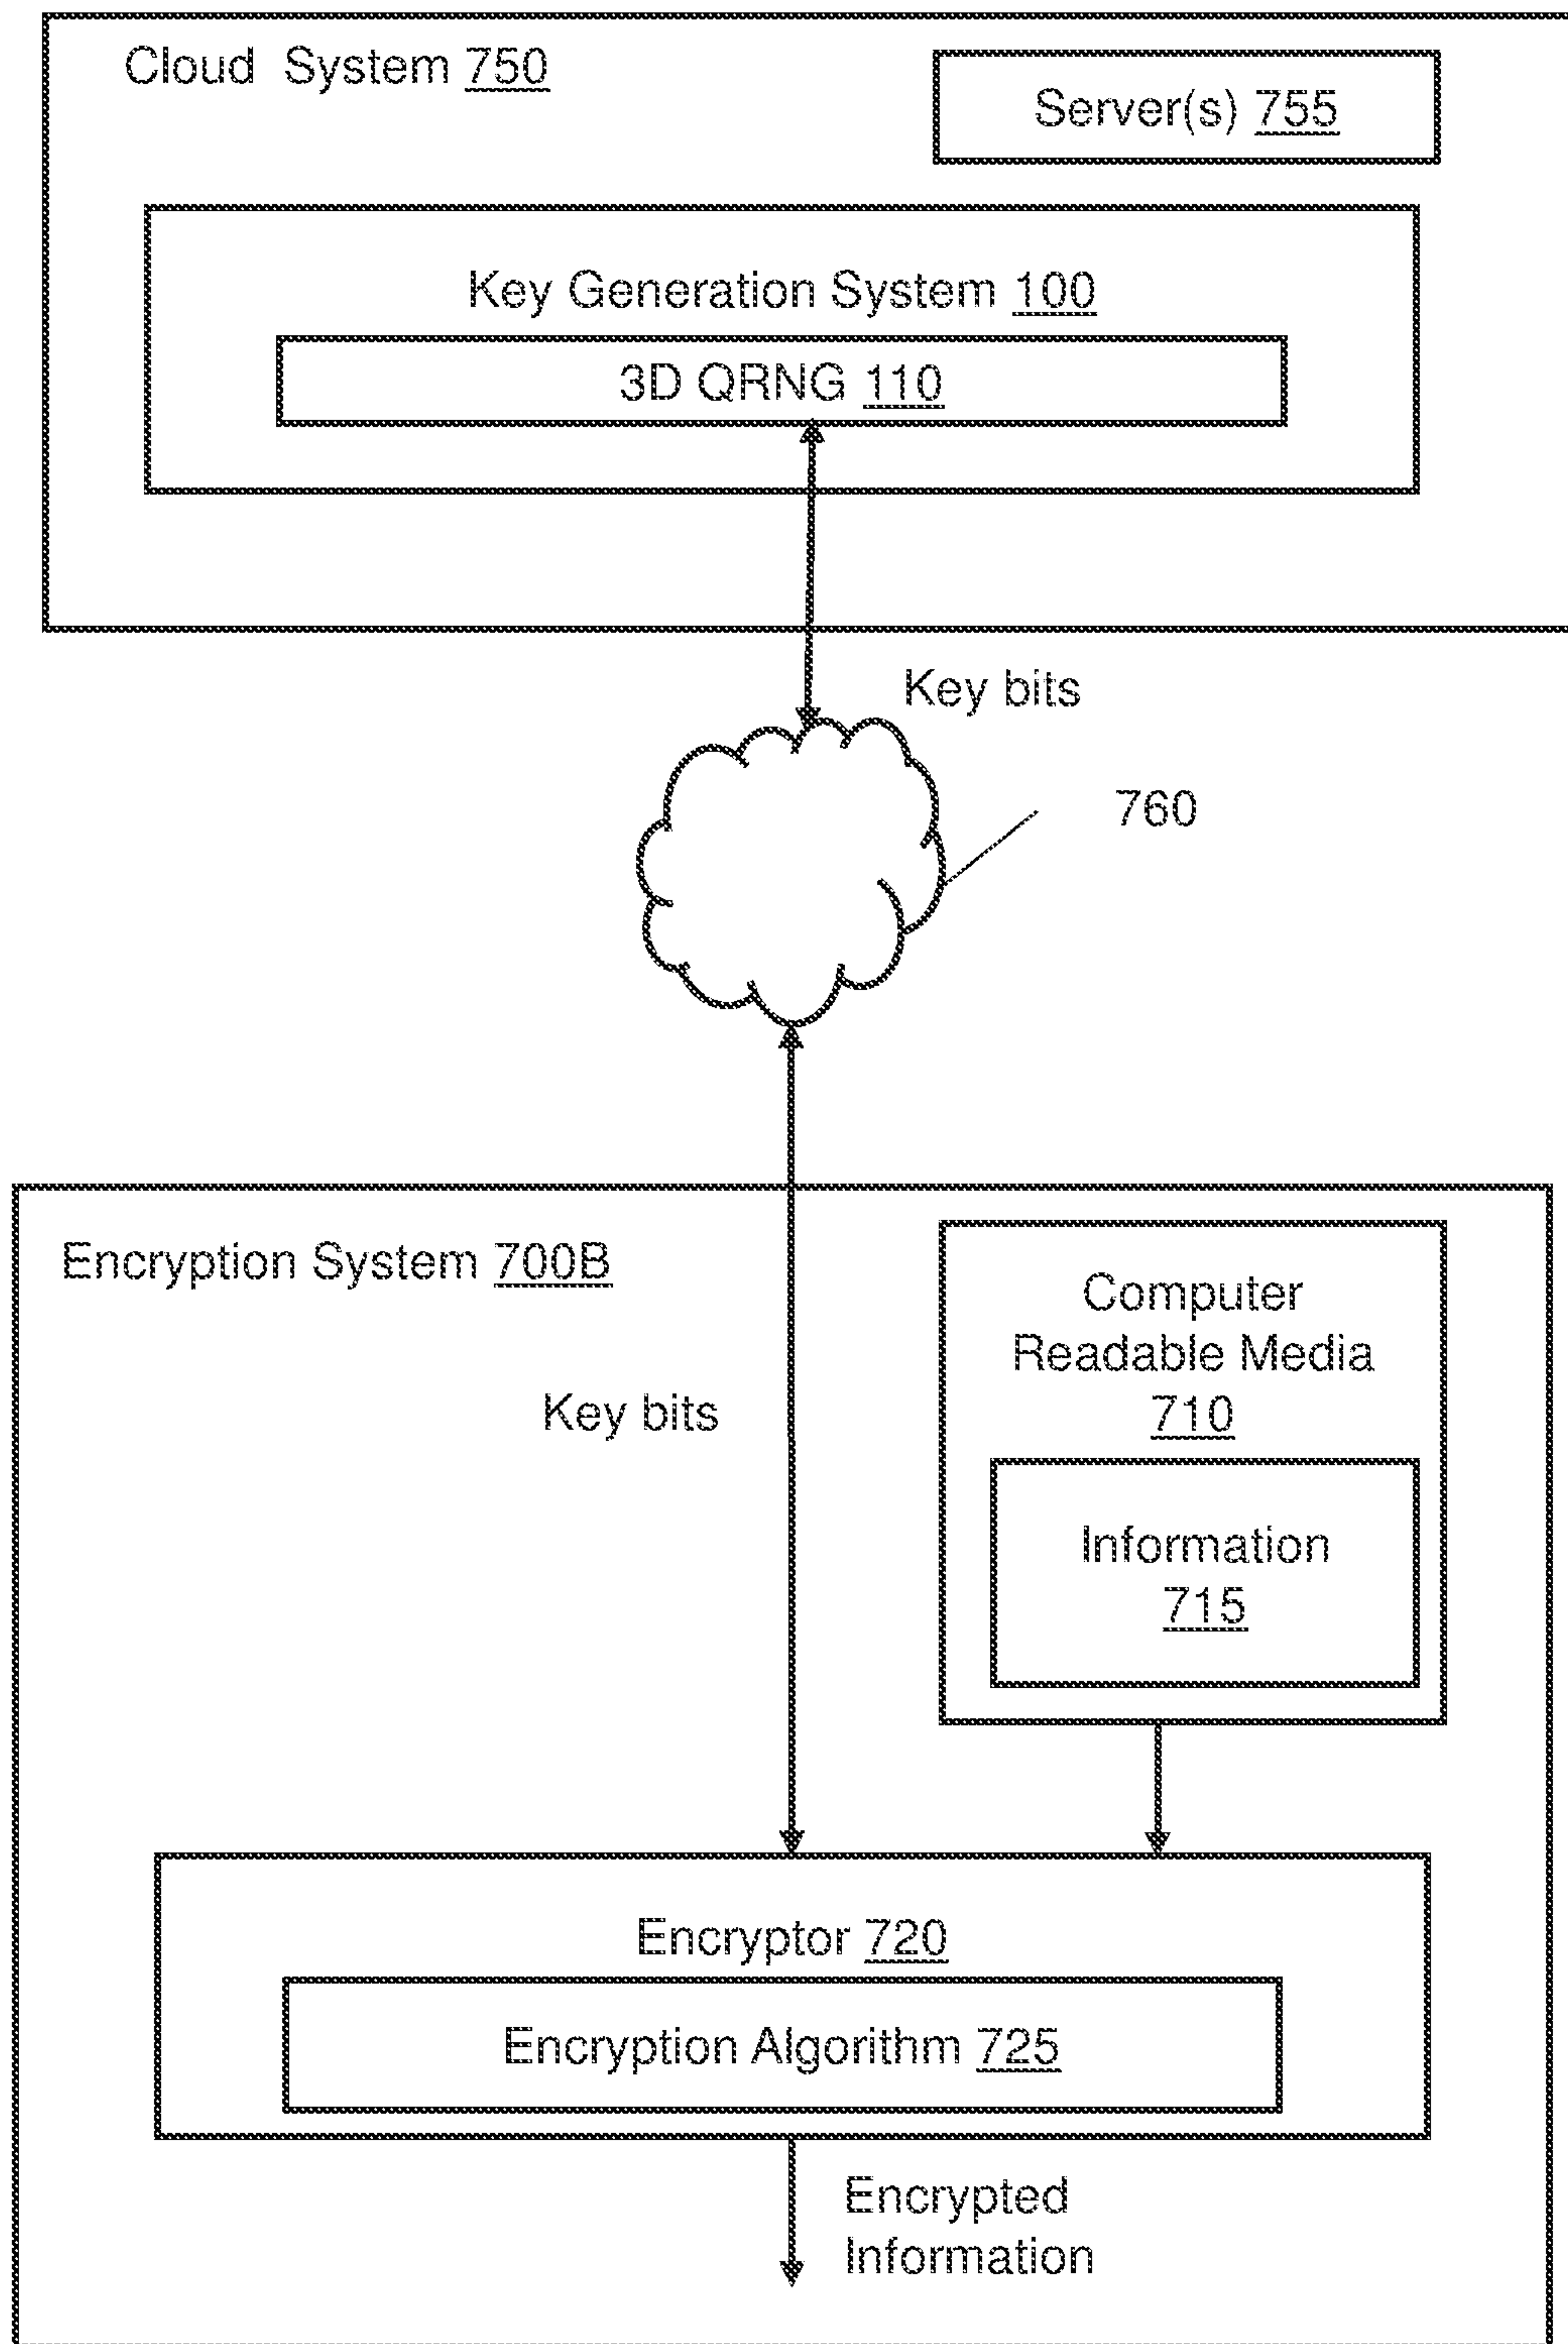 Cloud System 750
Server(s) 755
Key Generation System 100
3D QRNG 110
Key bits
760
Encryption System 700B
Computer
Readable Media
710
Key bits
Information
715
Encryptor 720
Encryption Algorithm 725
Encrypted
Information